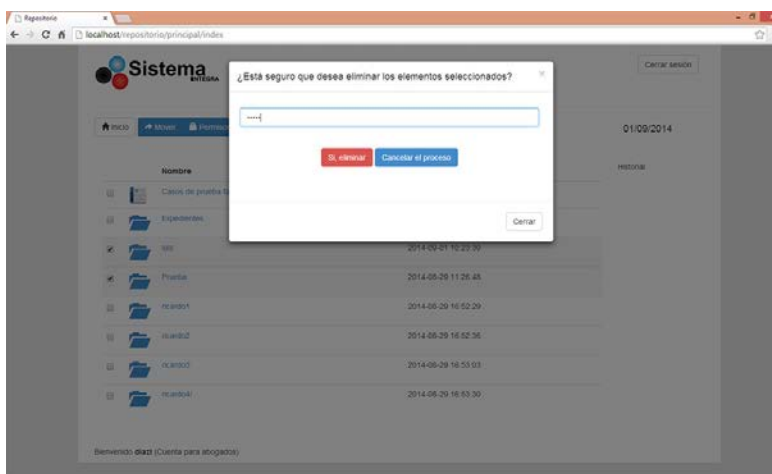 Repositorio
localhost/repositorio/principal/index
Sistema
INTEGRA
Cerrar sesión
¿Está seguro que desea eliminar los elementos seleccionados?
×
Inicio
Mover
01/09/2014
Si, eliminar
Cancelar el proceso
Nombre
Historial
Casos de prueba
Expedientes
Cerrar
2014-09-01 10:23:39
Prueba
2014-08-29 11:26:48
ricardo1
2014-08-29 16:52:29
ricardo2
2014-08-29 16:52:36
ricardo3
2014-08-29 16:53:03
ricardo4
2014-08-29 16:53:30
Bienvenido diazt (Cuenta para abogados)